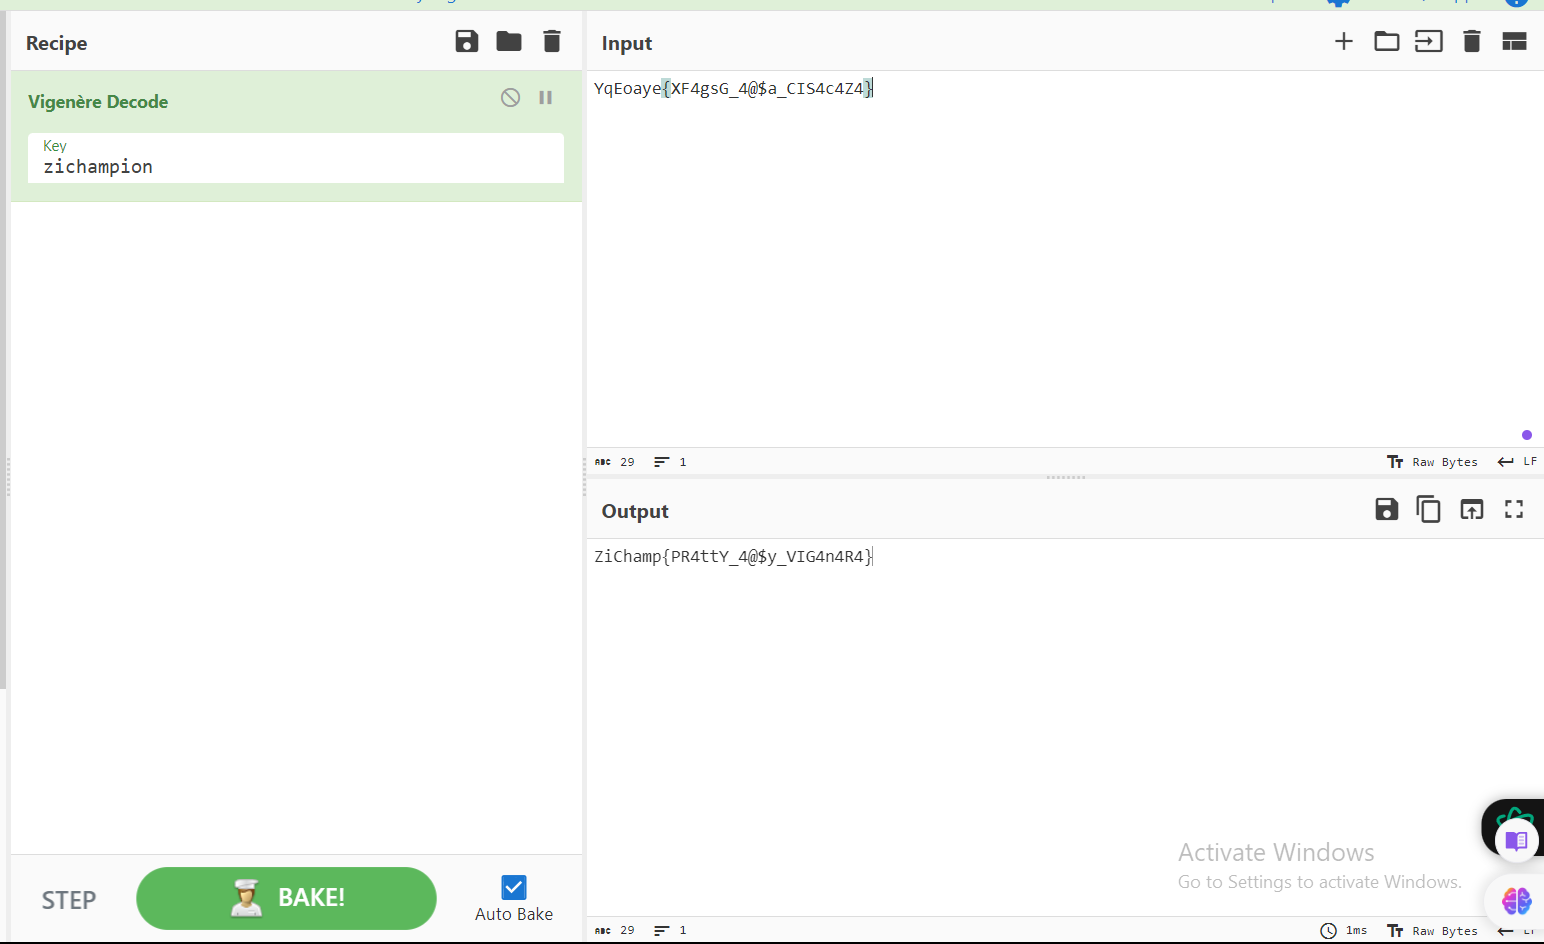 Recipe
Vigenère Decode
Key
zichampion
STEP
BAKE!
Auto Bake
Input
YqEoaye{XF4gsG_4@$a_CIS4c4Z4}
ABC 29 1
Raw Bytes LF
Output
ZiChamp{PR4ttY_4@$y_VIG4n4R4}
Activate Windows
Go to Settings to activate Windows.
ABC 29 1
1ms Raw Bytes